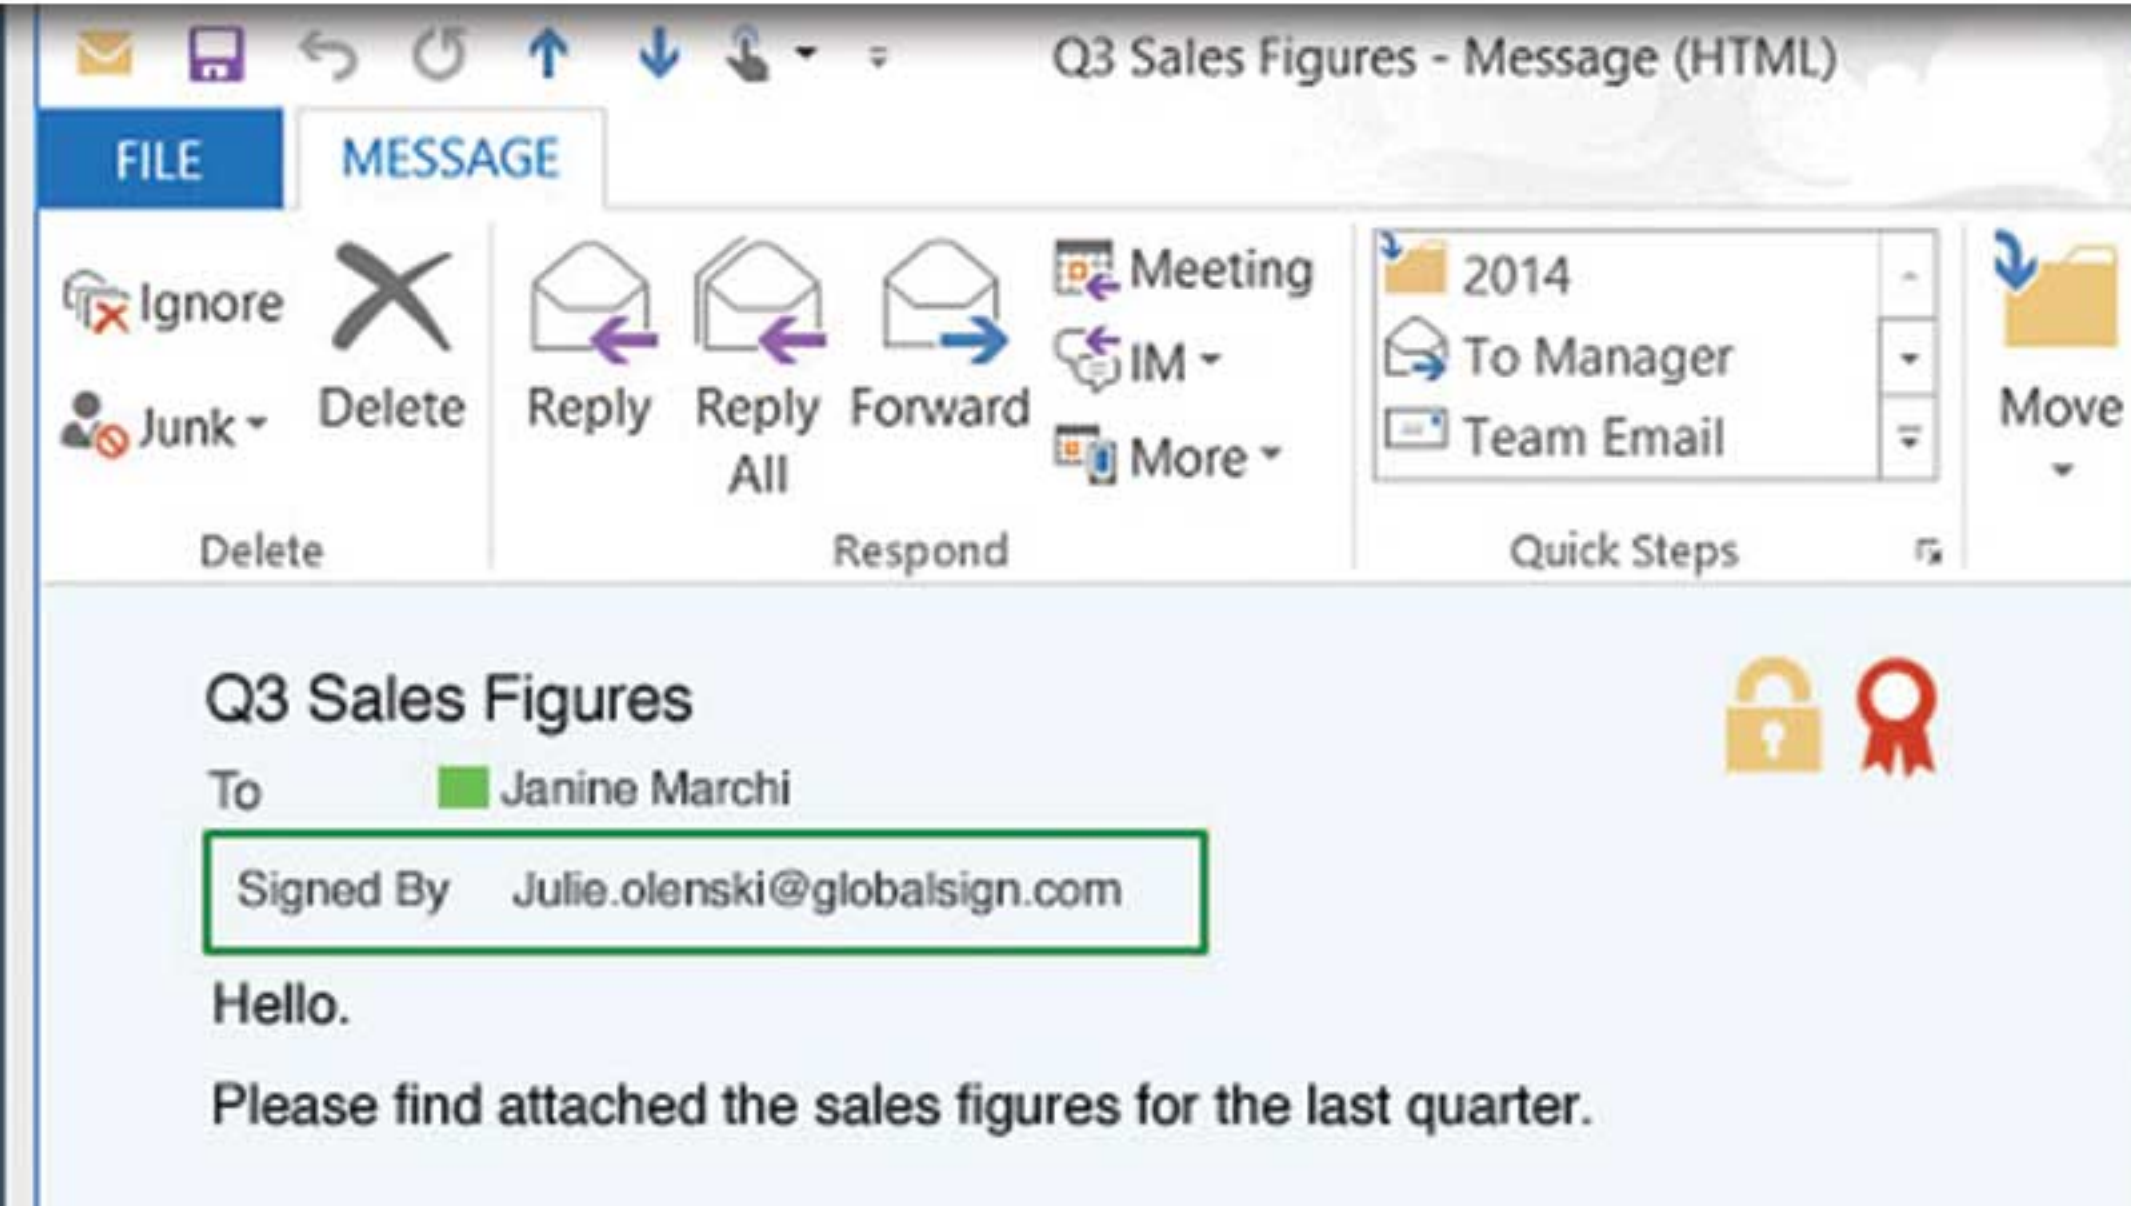 Q3 Sales Figures - Message (HTML)
FILE MESSAGE
Ignore
Junk
Delete
Delete
Reply
Reply All
Forward
Meeting
IM
More
Respond
2014
To Manager
Team Email
Quick Steps
Move
Q3 Sales Figures
To Janine Marchi
Signed By Julie.olenski@globalsign.com
Hello.
Please find attached the sales figures for the last quarter.